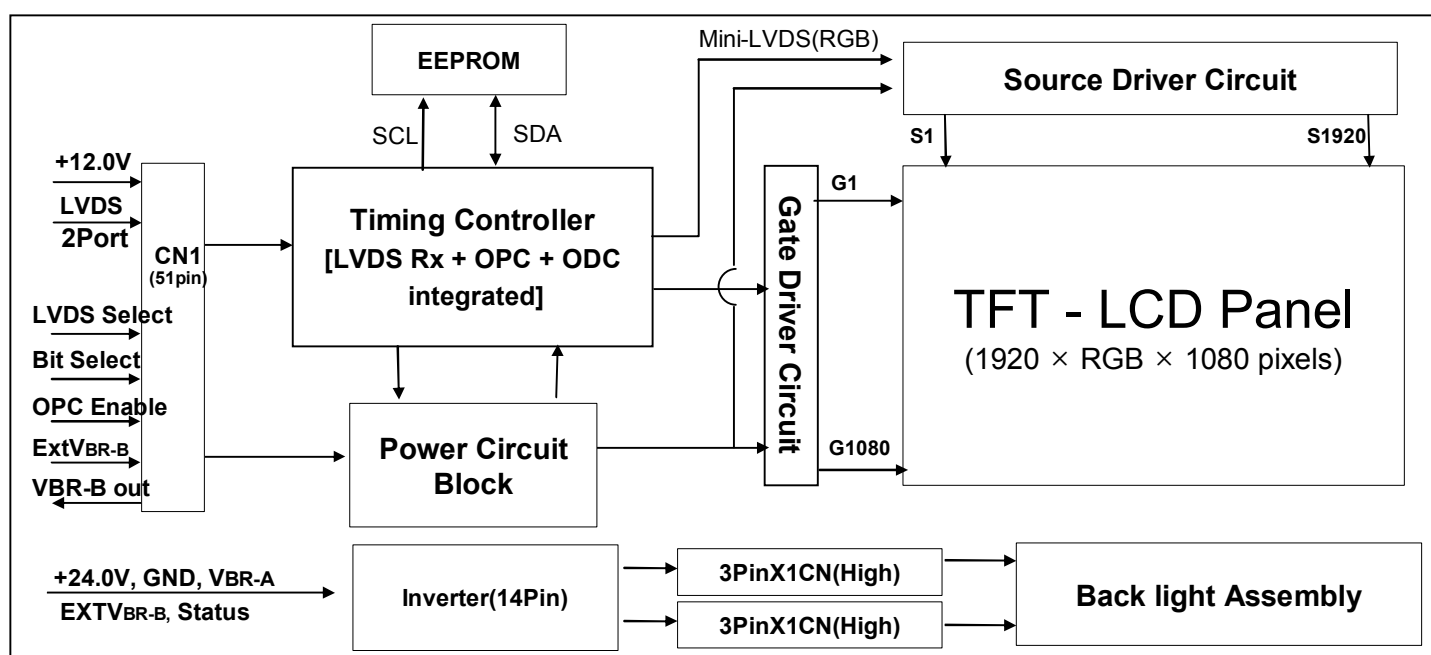 Mini-LVDS(RGB)
EEPROM
Source Driver Circuit
SCL
SDA
S1
S1920
+12.0V
LVDS
2Port
CN1
(51pin)
LVDS Select
Bit Select
OPC Enable
ExtVBR-B
VBR-B out
Timing Controller
[LVDS Rx + OPC + ODC
integrated]
Power Circuit
Block
Gate Driver Circuit
G1
G1080
TFT - LCD Panel
(1920 × RGB × 1080 pixels)
+24.0V, GND, VBR-A
EXTVBR-B, Status
Inverter(14Pin)
3PinX1CN(High)
3PinX1CN(High)
Back light Assembly